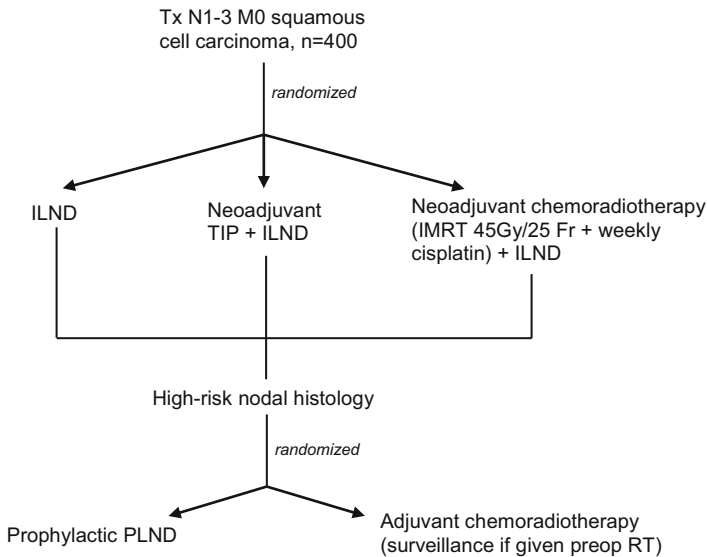 Tx N1-3 M0 squamous
cell carcinoma, n=400
randomized
ILND
Neoadjuvant
TIP + ILND
Neoadjuvant chemoradiotherapy
(IMRT 45Gy/25 Fr + weekly
cisplatin) + ILND
High-risk nodal histology
randomized
Prophylactic PLND
Adjuvant chemoradiotherapy
(surveillance if given preop RT)